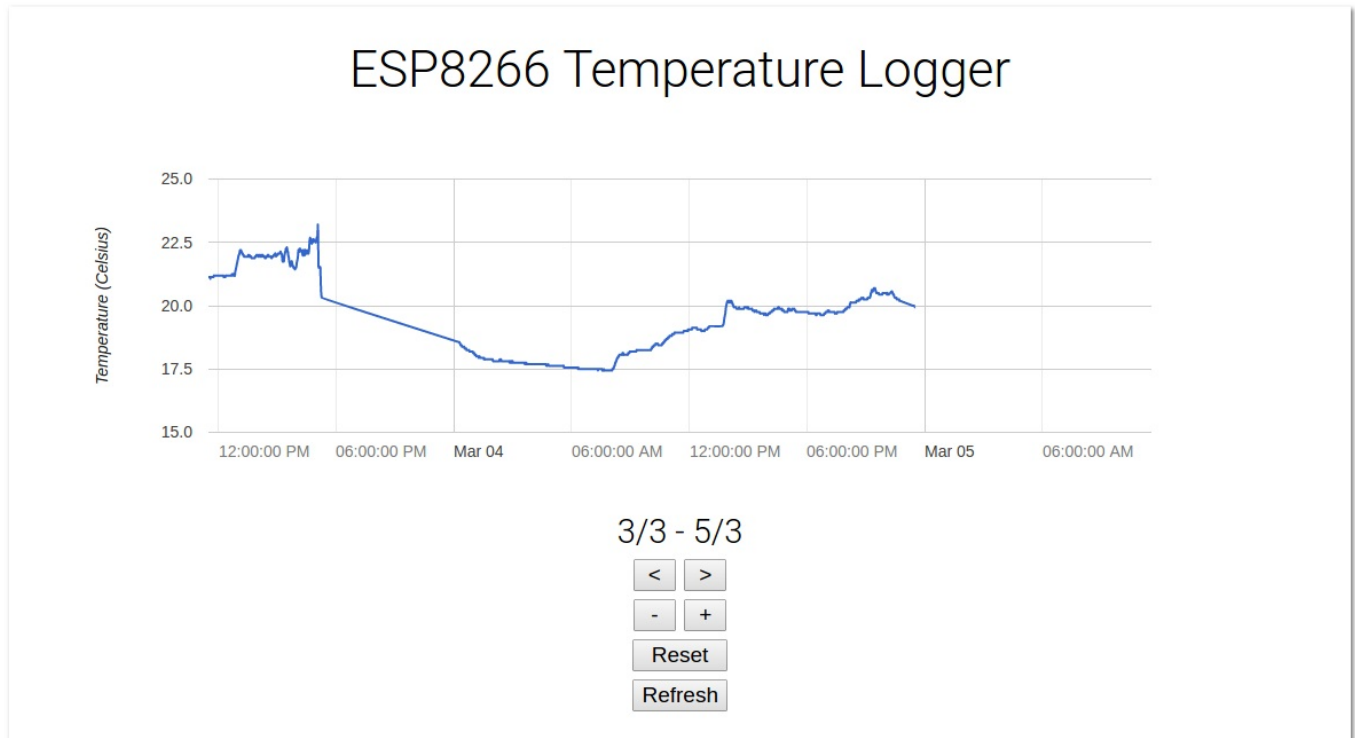 ESP8266 Temperature Logger
Temperature (Celsius)
25.0
22.5
20.0
17.5
15.0
12:00:00 PM 06:00:00 PM Mar 04 06:00:00 AM 12:00:00 PM 06:00:00 PM Mar 05 06:00:00 AM
3/3 - 5/3
< >
- +
Reset
Refresh